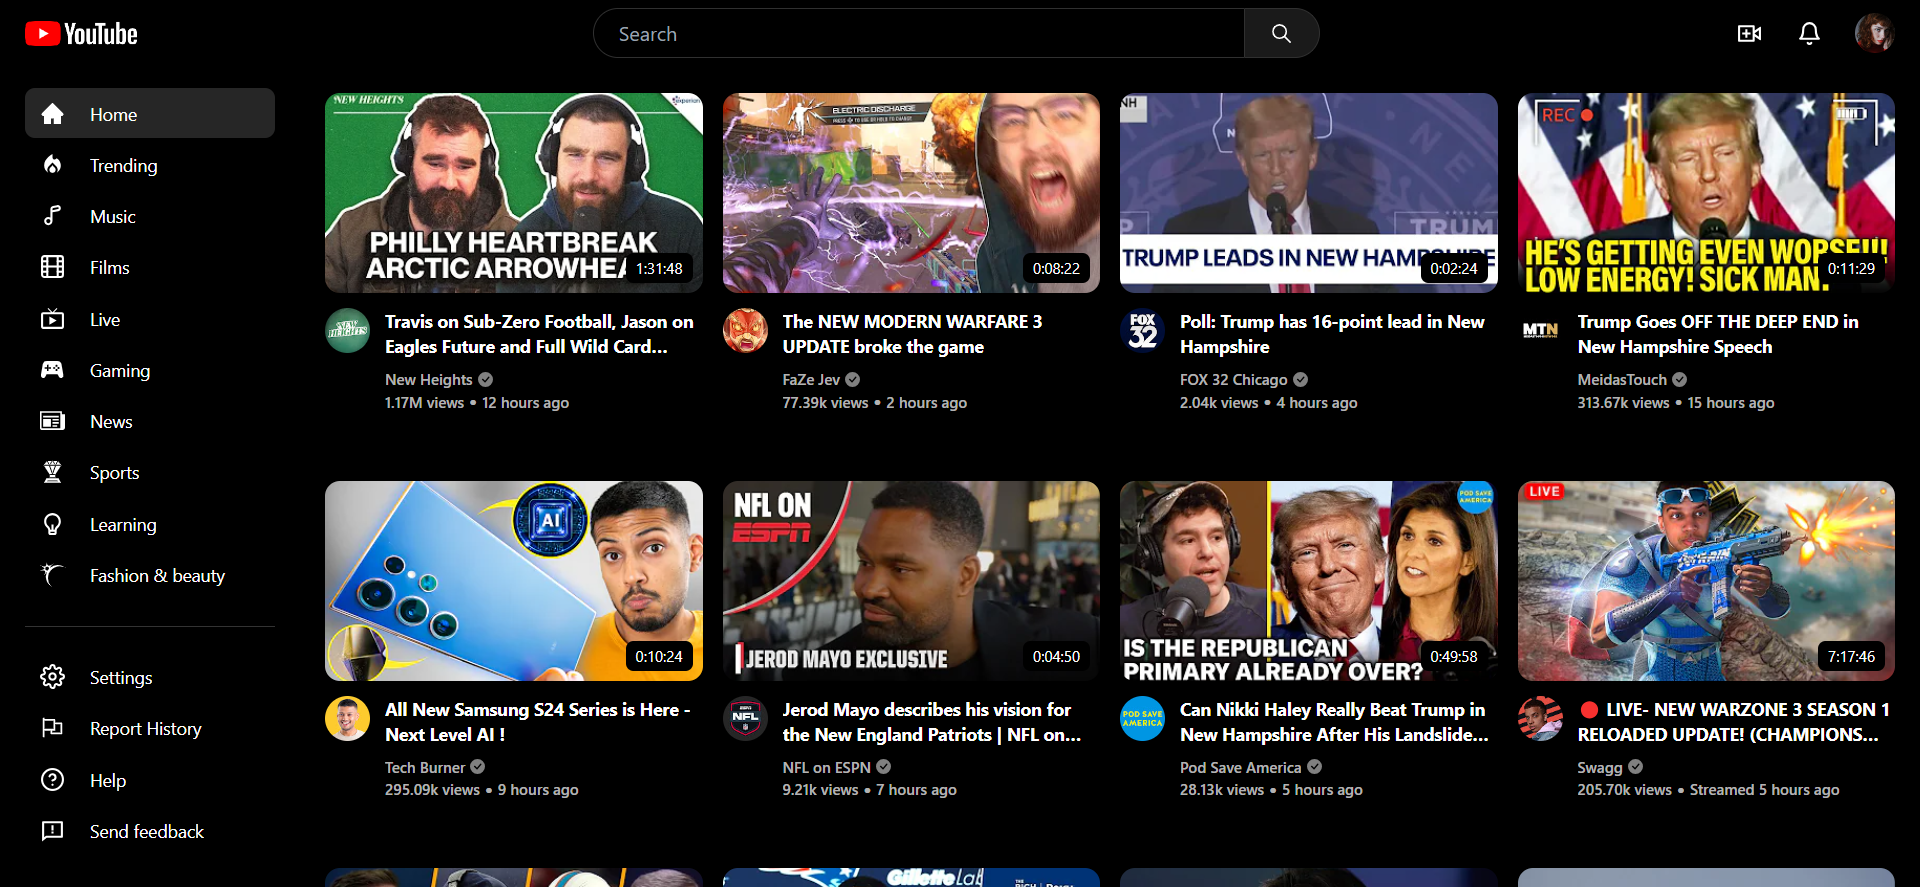 YouTube
Search
Home
Trending
Music
Films
Live
Gaming
News
Sports
Learning
Fashion & beauty
Settings
Report History
Help
Send feedback
NEW HEIGHTS
PHILLY HEARTBREAK
ARCTIC ARROWHEA
1:31:48
Travis on Sub-Zero Football, Jason on
Eagles Future and Full Wild Card...
New Heights
1.17M views • 12 hours ago
ELECTRIC DISCHARGE
0:08:22
The NEW MODERN WARFARE 3
UPDATE broke the game
FaZe Jev
77.39k views • 2 hours ago
NH
TRUM
TRUMP LEADS IN NEW HAMPSHIRE
0:02:24
FOX
32
Poll: Trump has 16-point lead in New
Hampshire
FOX 32 Chicago
2.04k views • 4 hours ago
REC
HE'S GETTING EVEN WORSE!!!
LOW ENERGY! SICK MAN.
0:11:29
MTN
Trump Goes OFF THE DEEP END in
New Hampshire Speech
MeidasTouch
313.67k views • 15 hours ago
AI
0:10:24
All New Samsung S24 Series is Here -
Next Level AI !
Tech Burner
295.09k views • 9 hours ago
NFL ON
ESPN
JEROD MAYO EXCLUSIVE
0:04:50
NFL
Jerod Mayo describes his vision for
the New England Patriots | NFL on...
NFL on ESPN
9.21k views • 7 hours ago
POD SAVE
AMERICA
IS THE REPUBLICAN
PRIMARY ALREADY OVER?
0:49:58
POD SAVE
AMERICA
Can Nikki Haley Really Beat Trump in
New Hampshire After His Landslide...
Pod Save America
28.13k views • 5 hours ago
LIVE
7:17:46
🔴 LIVE- NEW WARZONE 3 SEASON 1
RELOADED UPDATE! (CHAMPIONS...
Swagg
205.70k views • Streamed 5 hours ago
Gillette Lab